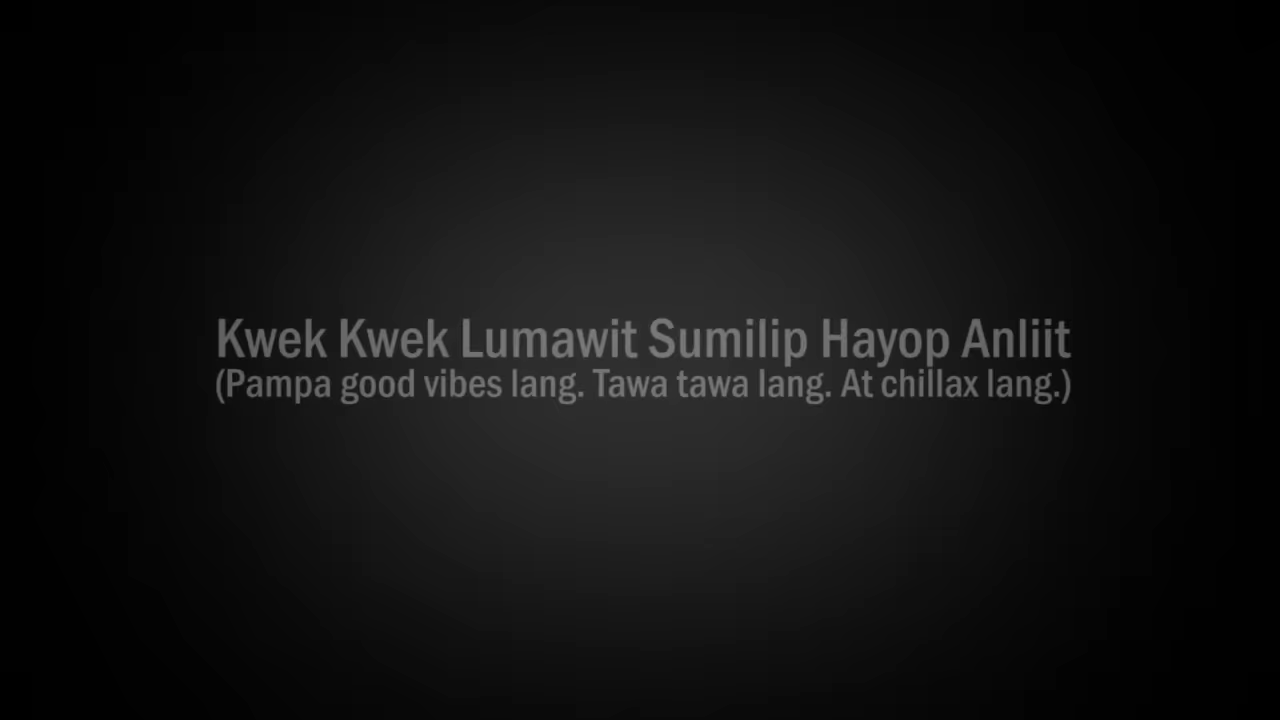 Kwek Kwek Lumawit Sumilip Hayop Anliit
(Pampa good vibes lang. Tawa tawa lang. At chillax lang.)